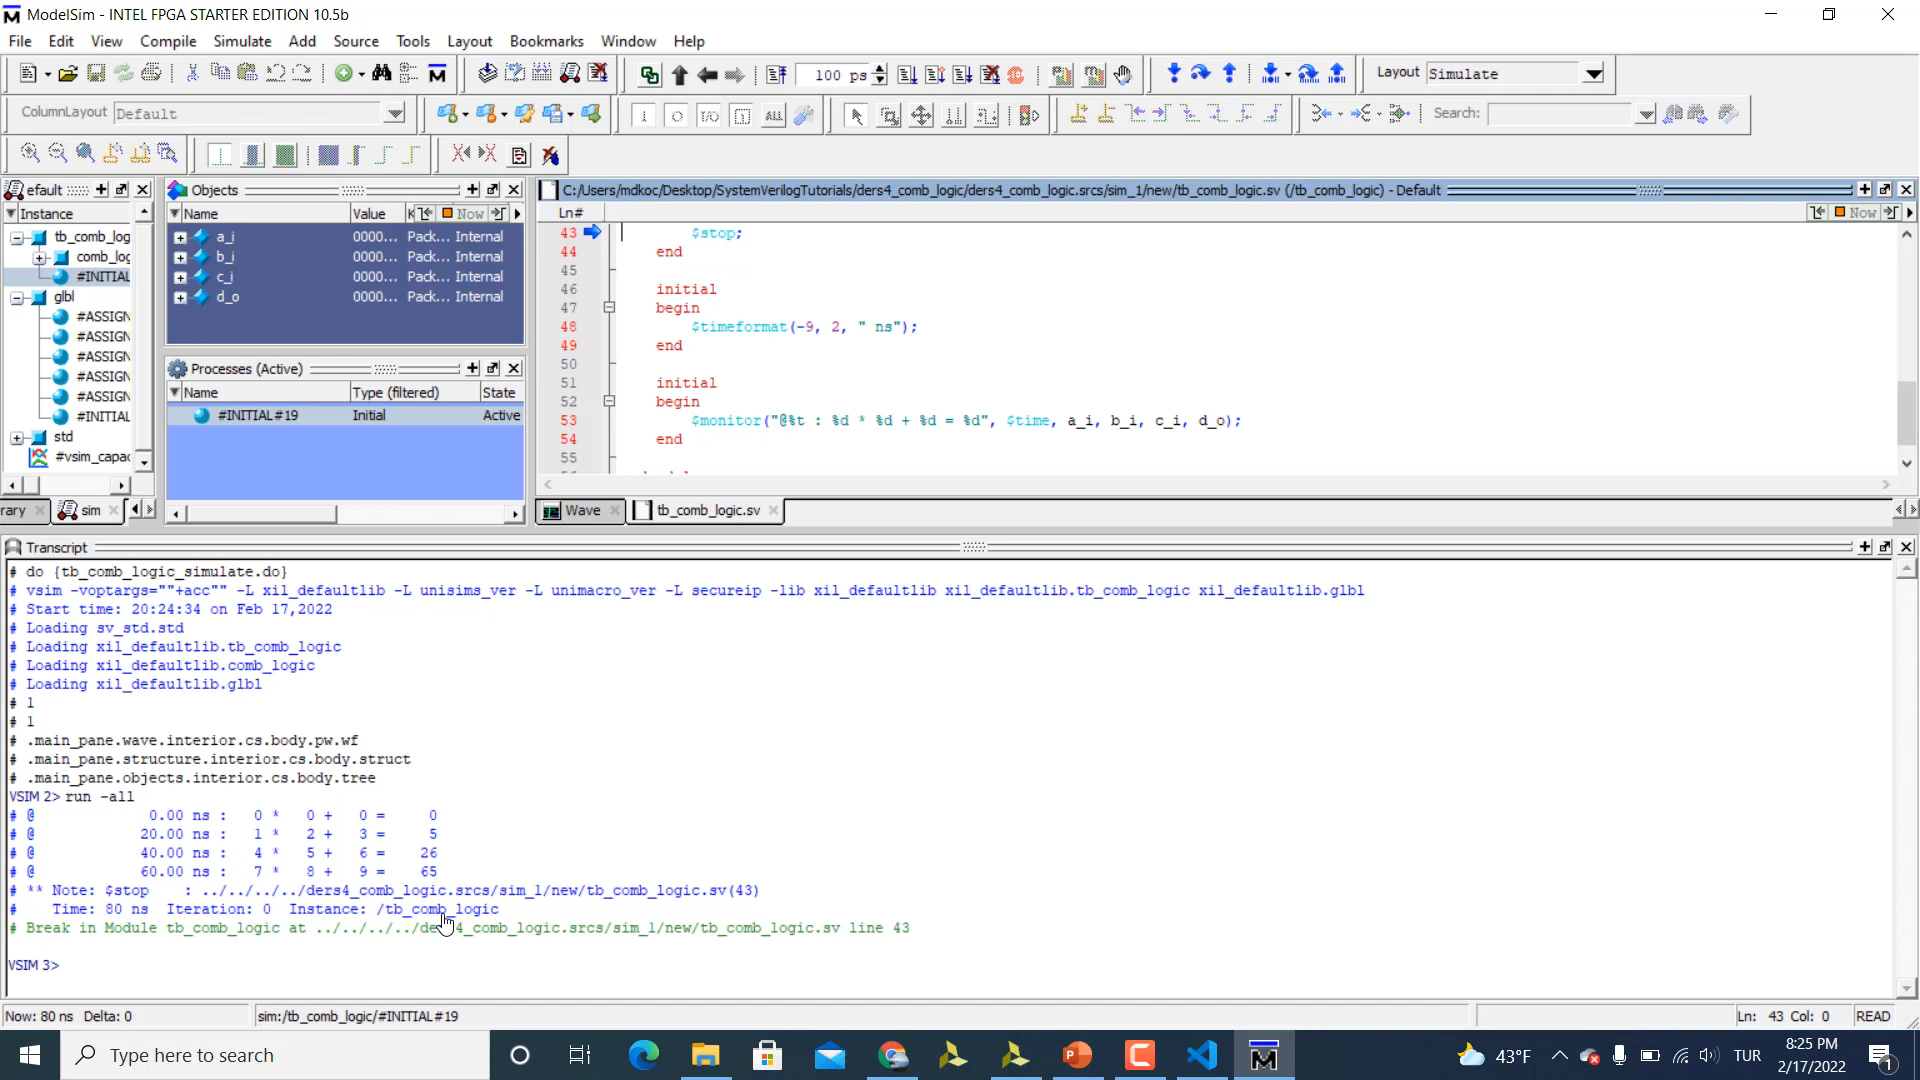 ModelSim - INTEL FPGA STARTER EDITION 10.5b
File Edit View Compile Simulate Add Source Tools Layout Bookmarks Window Help
100 ps
Layout Simulate
ColumnLayout Default
ALL
Search:
efault
Instance
tb_comb_log
comb_log
#INITIAL
glbl
#ASSIGN
#ASSIGN
#ASSIGN
#ASSIGN
#ASSIGN
#INITIAL
std
#vsim_capac
rary sim
Objects
Name Value K Now
a_i 0000... Pack... Internal
b_i 0000... Pack... Internal
c_i 0000... Pack... Internal
d_o 0000... Pack... Internal
Processes (Active)
Name Type (filtered) State
#INITIAL#19 Initial Active
C:/Users/mdkoc/Desktop/SystemVerilogTutorials/ders4_comb_logic/ders4_comb_logic.srcs/sim_1/new/tb_comb_logic.sv (/tb_comb_logic) - Default
Ln# Now
43 $stop;
44 end
45
46 initial
47 begin
48 $timeformat(-9, 2, " ns");
49 end
50
51 initial
52 begin
53 $monitor("@%t : %d * %d + %d = %d", $time, a_i, b_i, c_i, d_o);
54 end
55
Wave tb_comb_logic.sv
Transcript
# do {tb_comb_logic_simulate.do}
# vsim -voptargs=""+acc"" -L xil_defaultlib -L unisims_ver -L unimacro_ver -L secureip -lib xil_defaultlib xil_defaultlib.tb_comb_logic xil_defaultlib.glbl
# Start time: 20:24:34 on Feb 17,2022
# Loading sv_std.std
# Loading xil_defaultlib.tb_comb_logic
# Loading xil_defaultlib.comb_logic
# Loading xil_defaultlib.glbl
# 1
# 1
# .main_pane.wave.interior.cs.body.pw.wf
# .main_pane.structure.interior.cs.body.struct
# .main_pane.objects.interior.cs.body.tree
VSIM 2> run -all
# @ 0.00 ns : 0 * 0 + 0 = 0
# @ 20.00 ns : 1 * 2 + 3 = 5
# @ 40.00 ns : 4 * 5 + 6 = 26
# @ 60.00 ns : 7 * 8 + 9 = 65
# ** Note: $stop : ../../../../ders4_comb_logic.srcs/sim_1/new/tb_comb_logic.sv(43)
# Time: 80 ns Iteration: 0 Instance: /tb_comb_logic
# Break in Module tb_comb_logic at ../../../../ders4_comb_logic.srcs/sim_1/new/tb_comb_logic.sv line 43
VSIM 3>
Now: 80 ns Delta: 0 sim:/tb_comb_logic/#INITIAL#19 Ln: 43 Col: 0 READ
Type here to search
43°F TUR 8:25 PM
2/17/2022
1